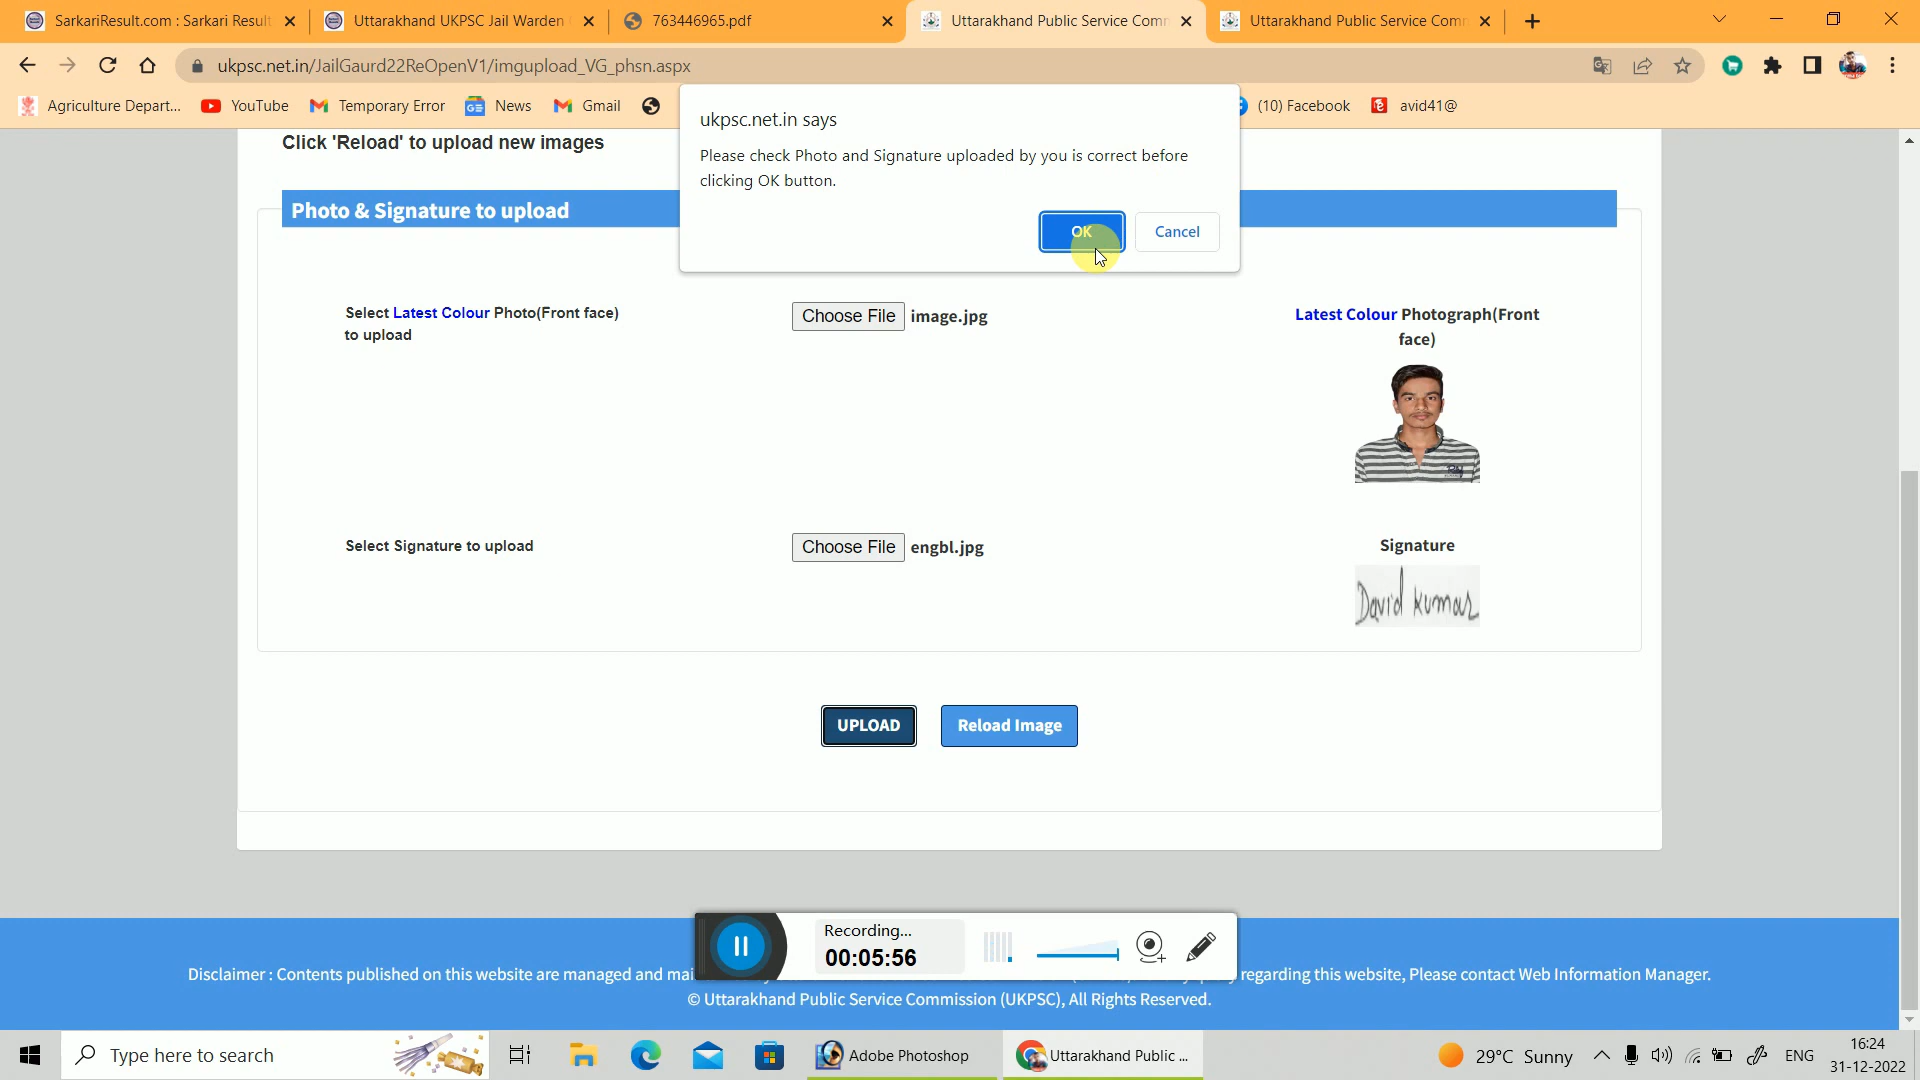 SarkariResult.com : Sarkari Result
Uttarakhand UKPSC Jail Warden
763446965.pdf
Uttarakhand Public Service Com
Uttarakhand Public Service Com
ukpsc.net.in/JailGaurd22ReOpenV1/imgupload_VG_phsn.aspx
Agriculture Depart...
YouTube
Temporary Error
News
Gmail
(10) Facebook
avid41@
ukpsc.net.in says
Please check Photo and Signature uploaded by you is correct before
clicking OK button.
OK
Cancel
Click 'Reload' to upload new images
Photo & Signature to upload
Select Latest Colour Photo(Front face)
to upload
Choose File image.jpg
Latest Colour Photograph(Front
face)
Select Signature to upload
Choose File engbl.jpg
Signature
David Kumar
UPLOAD
Reload Image
Recording...
00:05:56
Disclaimer : Contents published on this website are managed and mai
regarding this website, Please contact Web Information Manager.
© Uttarakhand Public Service Commission (UKPSC), All Rights Reserved.
Type here to search
Adobe Photoshop
Uttarakhand Public ...
29°C Sunny
ENG
16:24
31-12-2022